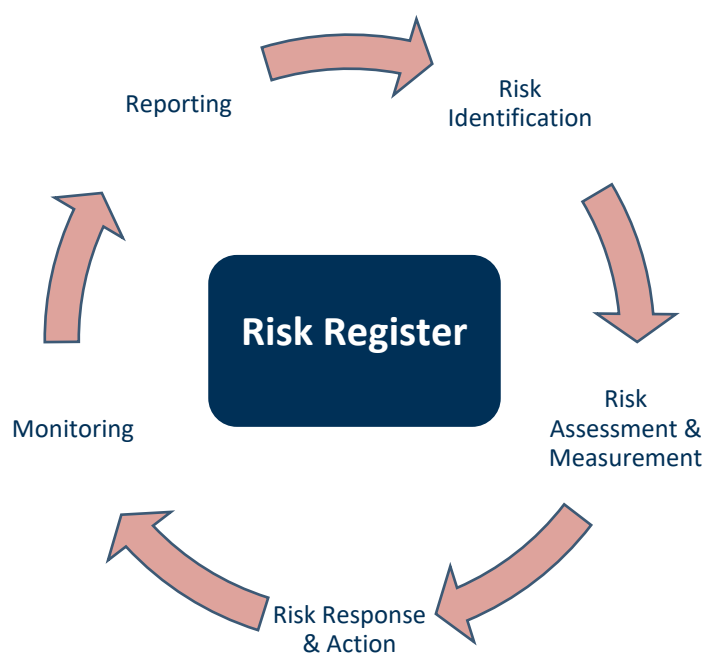 Reporting
Risk
Identification
Risk Register
Monitoring
Risk
Assessment &
Measurement
Risk Response
& Action